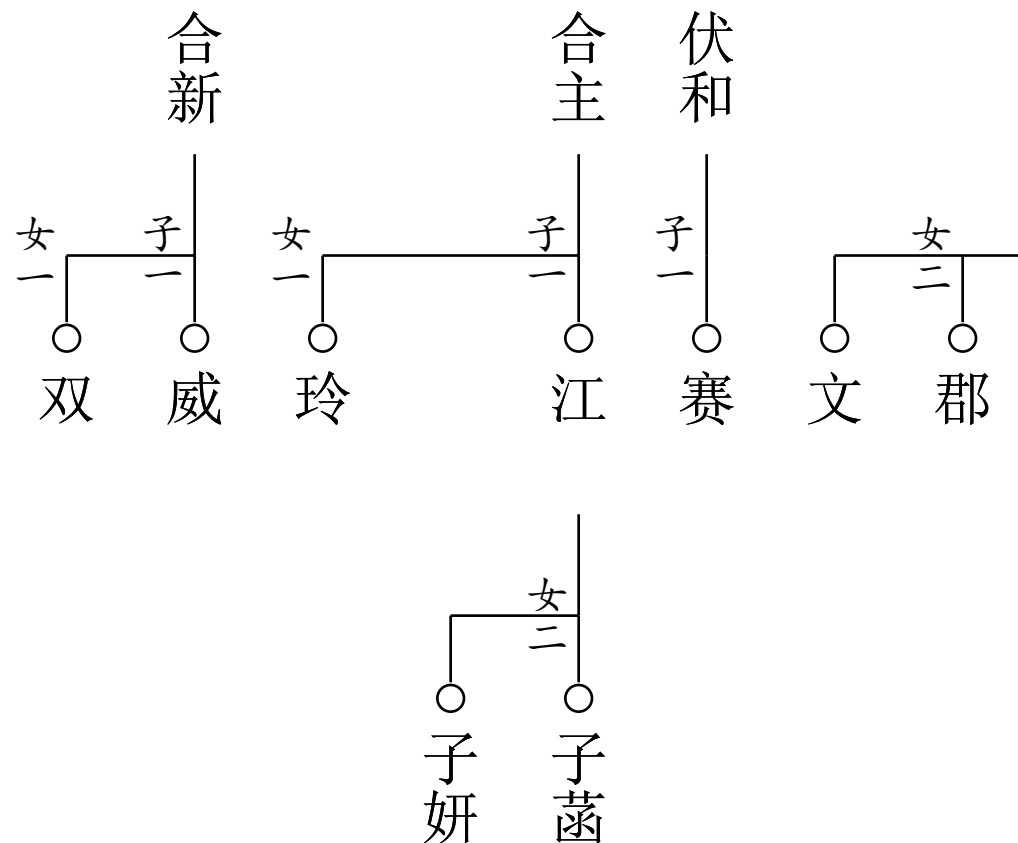 合新
合主
伏和
女一
子一
女一
子一
子一
女二
双
威
玲
江
赛
文
郡
女二
子妍
子菡